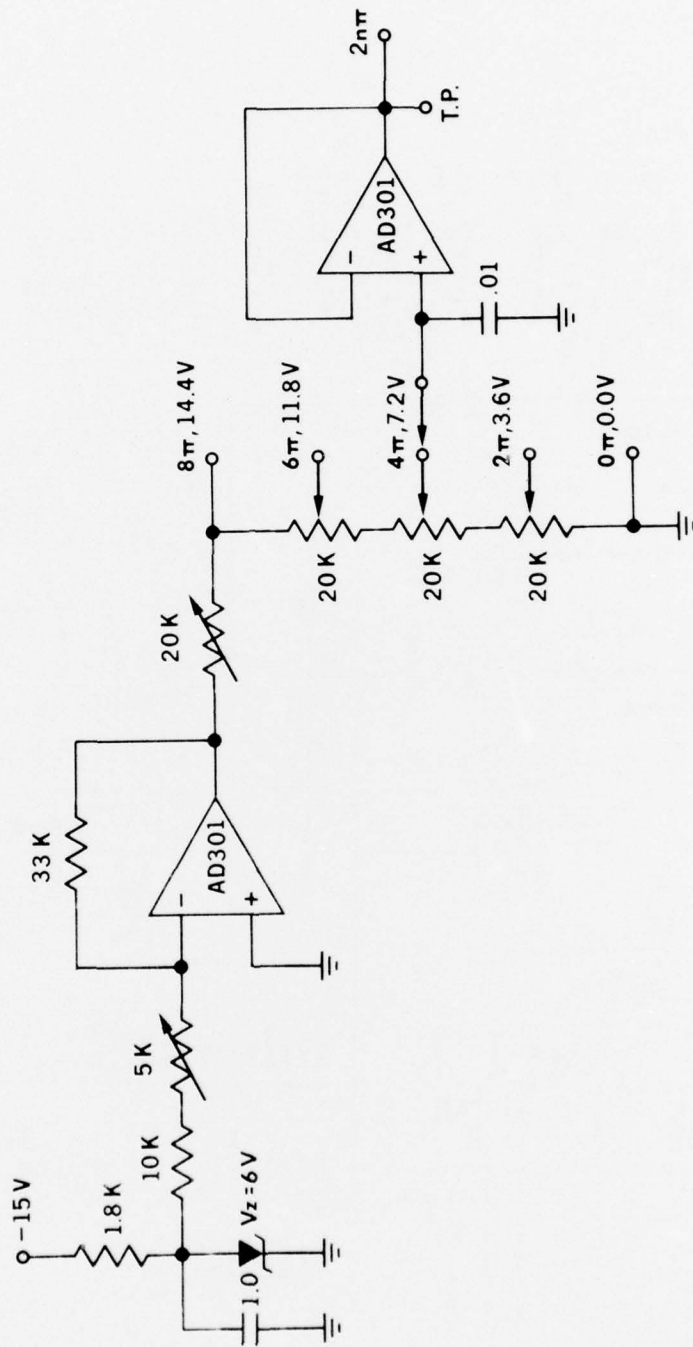 −15V
1.8K
1.0
Vz=6V
10K
5K
33K
−
+
AD301
20K
8π,14.4V
6π,11.8V
4π,7.2V
2π,3.6V
0π,0.0V
20K
20K
20K
.01
−
+
AD301
T.P.
2nπ